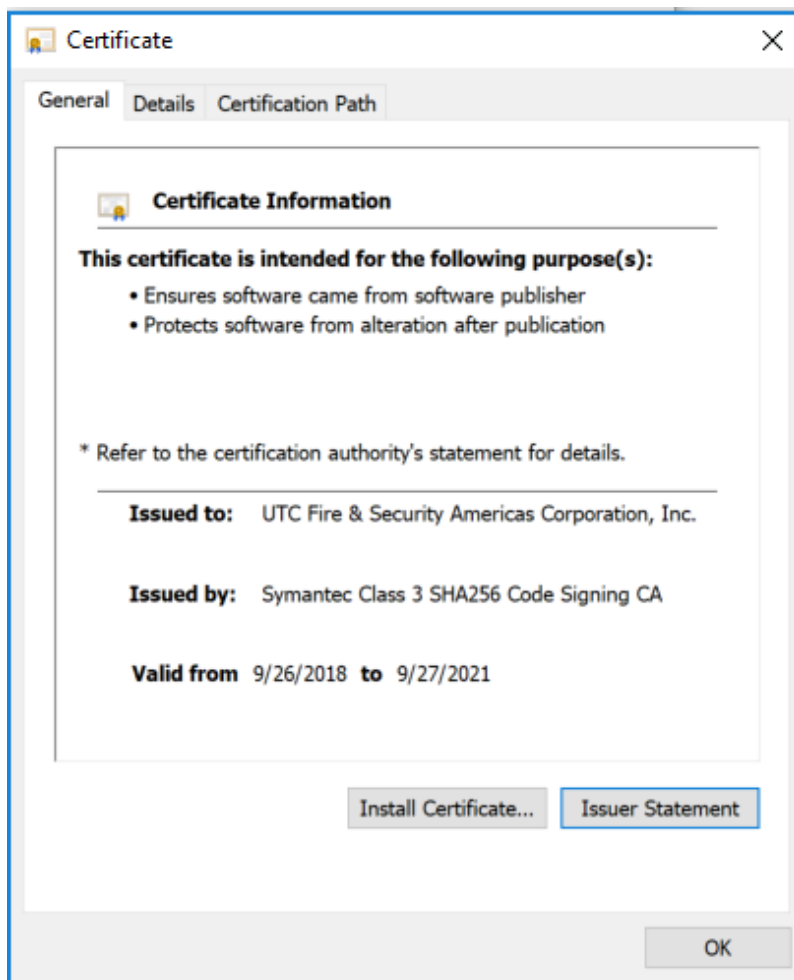 Certificate
General Details Certification Path
Certificate Information
This certificate is intended for the following purpose(s):
• Ensures software came from software publisher
• Protects software from alteration after publication
* Refer to the certification authority's statement for details.
Issued to: UTC Fire & Security Americas Corporation, Inc.
Issued by: Symantec Class 3 SHA256 Code Signing CA
Valid from 9/26/2018 to 9/27/2021
Install Certificate... Issuer Statement
OK